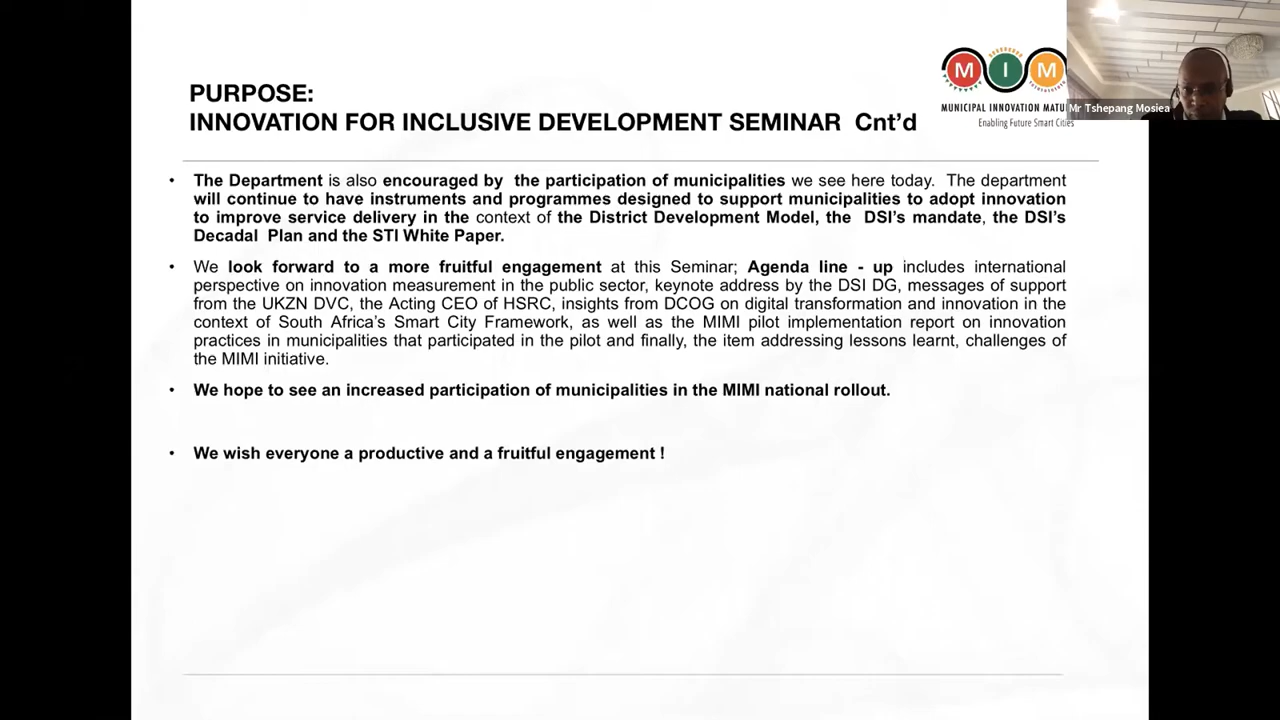 PURPOSE:
INNOVATION FOR INCLUSIVE DEVELOPMENT SEMINAR Cnt’d
M I M
MUNICIPAL INNOVATION MATU
Enabling Future Smart Cities
Mr Tshepang Mosiea
• The Department is also encouraged by the participation of municipalities we see here today. The department
will continue to have instruments and programmes designed to support municipalities to adopt innovation
to improve service delivery in the context of the District Development Model, the DSI’s mandate, the DSI’s
Decadal Plan and the STI White Paper.
• We look forward to a more fruitful engagement at this Seminar; Agenda line - up includes international
perspective on innovation measurement in the public sector, keynote address by the DSI DG, messages of support
from the UKZN DVC, the Acting CEO of HSRC, insights from DCOG on digital transformation and innovation in the
context of South Africa’s Smart City Framework, as well as the MIMI pilot implementation report on innovation
practices in municipalities that participated in the pilot and finally, the item addressing lessons learnt, challenges of
the MIMI initiative.
• We hope to see an increased participation of municipalities in the MIMI national rollout.
• We wish everyone a productive and a fruitful engagement !